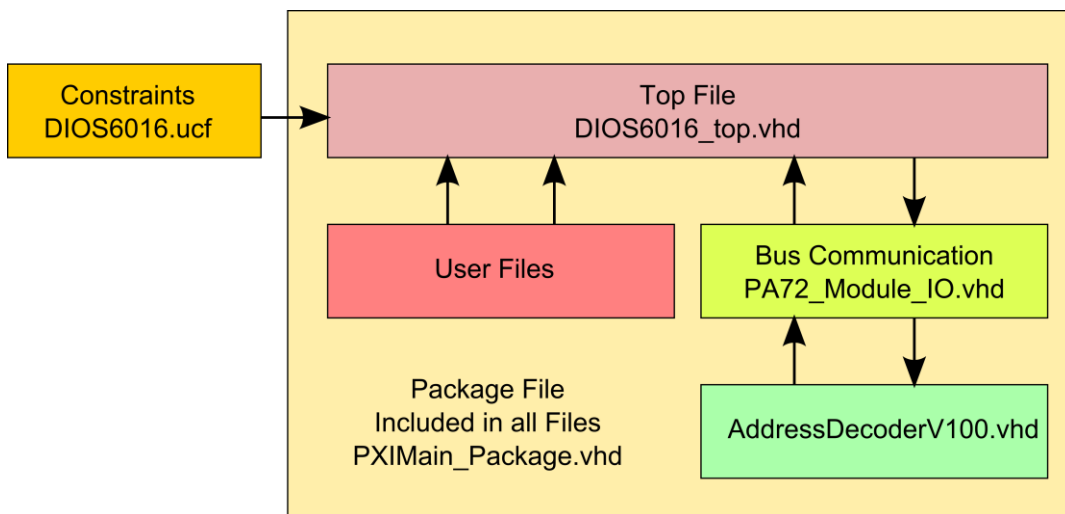 Constraints
DIOS6016.ucf
Top File
DIOS6016_top.vhd
User Files
Bus Communication
PA72_Module_IO.vhd
Package File
Included in all Files
PXIMain_Package.vhd
AddressDecoderV100.vhd